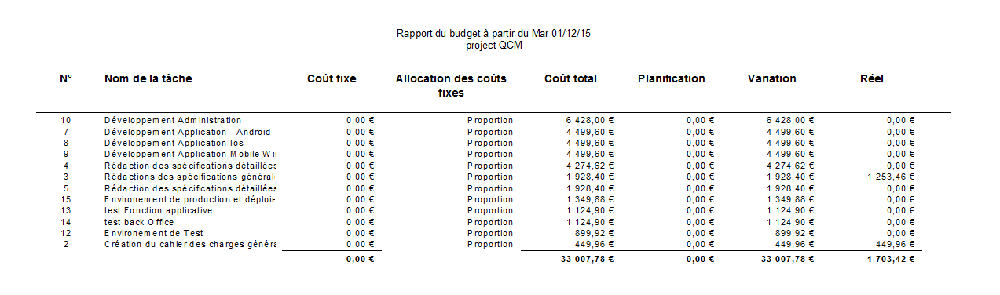 Rapport du budget à partir du Mar 01/12/15
project QCM
N° Nom de la tâche Coût fixe Allocation des coûts fixes Coût total Planification Variation Réel
10 Développement Administration 0,00 € Proportion 6 428,00 € 0,00 € 6 428,00 € 0,00 €
7 Développement Application - Android 0,00 € Proportion 4 499,60 € 0,00 € 4 499,60 € 0,00 €
8 Développement Application Ios 0,00 € Proportion 4 499,60 € 0,00 € 4 499,60 € 0,00 €
9 Développement Application Mobile Wi 0,00 € Proportion 4 499,60 € 0,00 € 4 499,60 € 0,00 €
4 Rédaction des spécifications détaillées 0,00 € Proportion 4 274,62 € 0,00 € 4 274,62 € 0,00 €
3 Rédactions des spécifications général 0,00 € Proportion 1 928,40 € 0,00 € 1 928,40 € 1 253,46 €
5 Rédaction des spécifications détaillées 0,00 € Proportion 1 928,40 € 0,00 € 1 928,40 € 0,00 €
15 Environement de production et déploie 0,00 € Proportion 1 349,88 € 0,00 € 1 349,88 € 0,00 €
13 test Fonction applicative 0,00 € Proportion 1 124,90 € 0,00 € 1 124,90 € 0,00 €
14 test back Office 0,00 € Proportion 1 124,90 € 0,00 € 1 124,90 € 0,00 €
12 Environement de Test 0,00 € Proportion 899,92 € 0,00 € 899,92 € 0,00 €
2 Création du cahier des charges généra 0,00 € Proportion 449,96 € 0,00 € 449,96 € 449,96 €
0,00 € 33 007,78 € 0,00 € 33 007,78 € 1 703,42 €